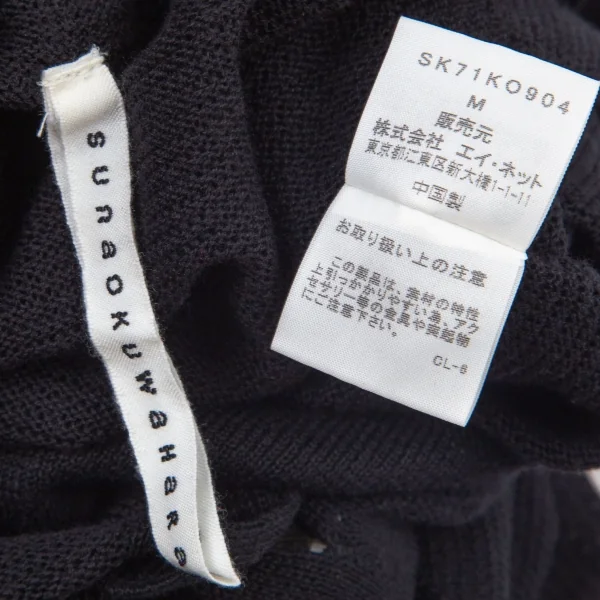 sunaokuwahara
SK71KO904
M
販売元
株式会社 エイ・ネット
東京都江東区新大橋1-1-11
中国製
お取り扱い上の注意
この製品は、素材の特性
上引っかかりやすい為、アク
セサリー等の金具や突起物
にご注意下さい。
CL-8